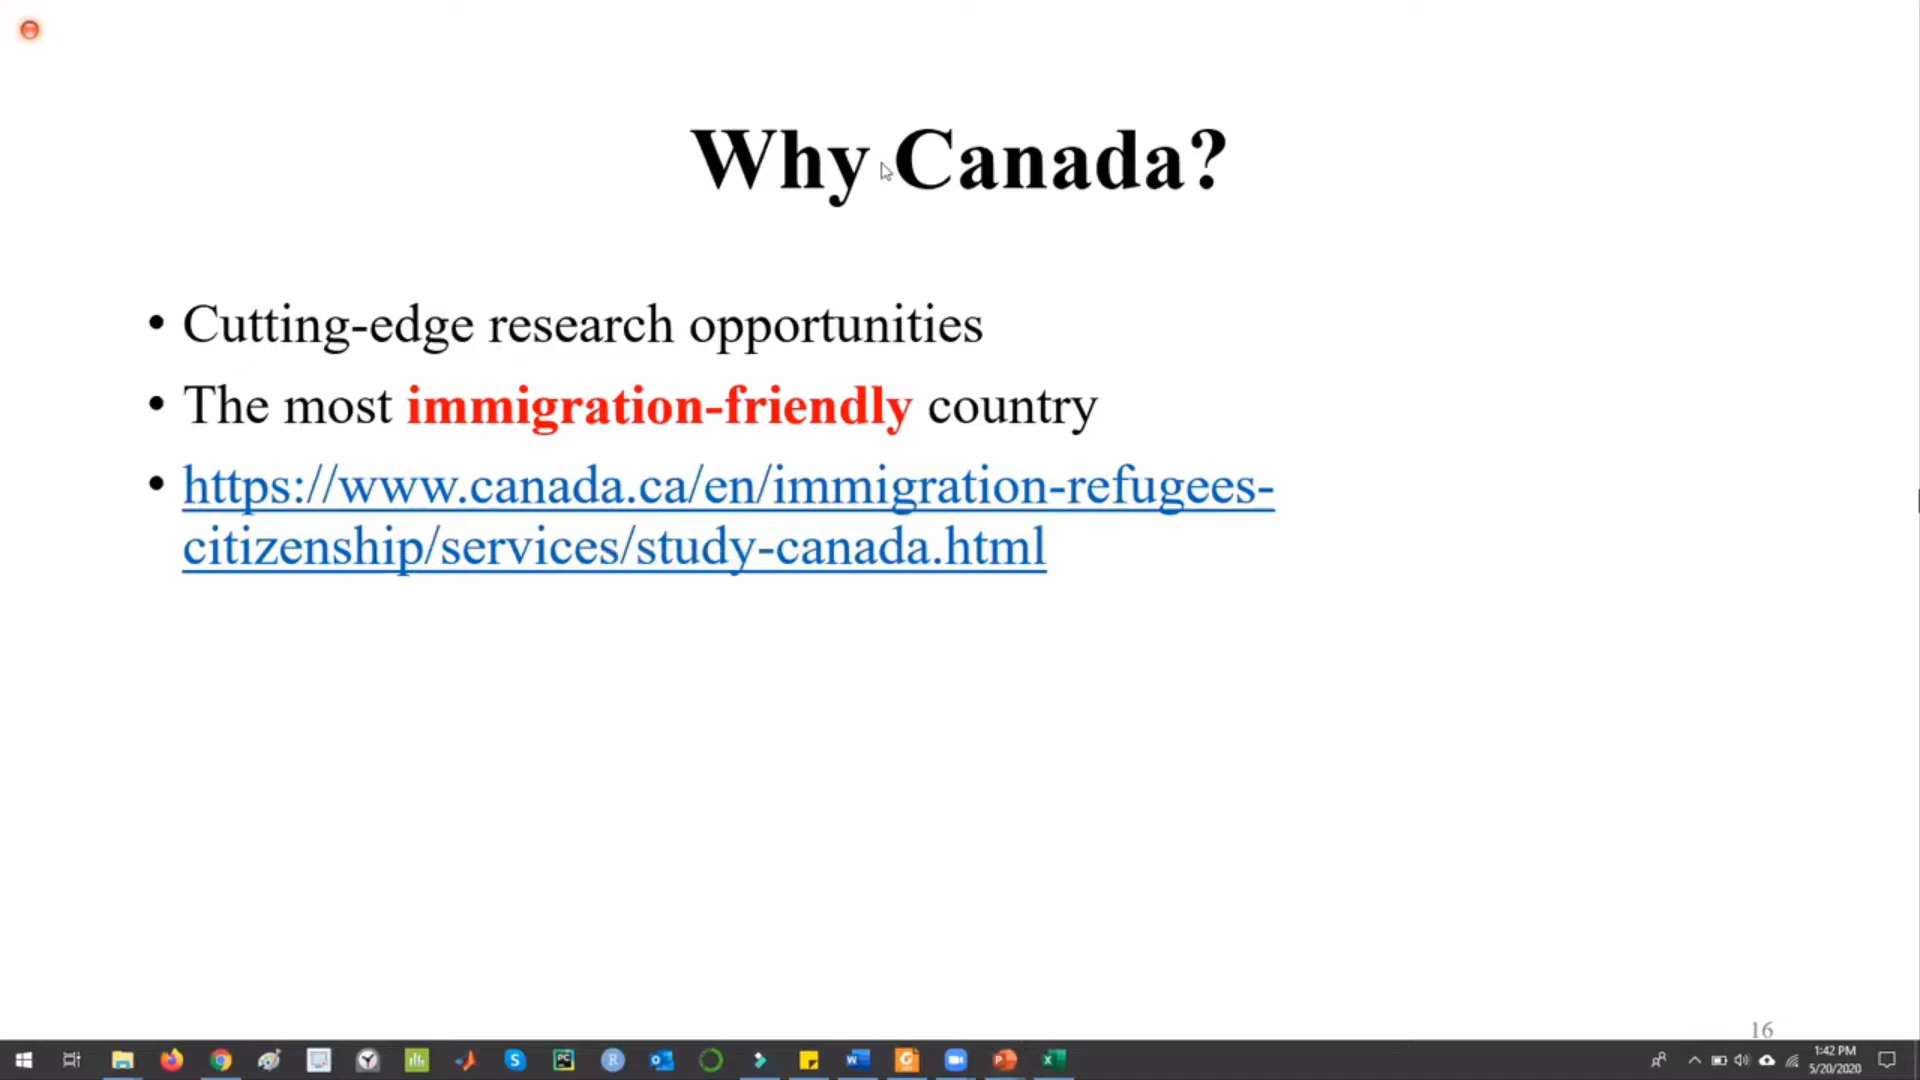 Why Canada?
• Cutting-edge research opportunities
• The most immigration-friendly country
• https://www.canada.ca/en/immigration-refugees-
citizenship/services/study-canada.html
16
1:42 PM
5/20/2020